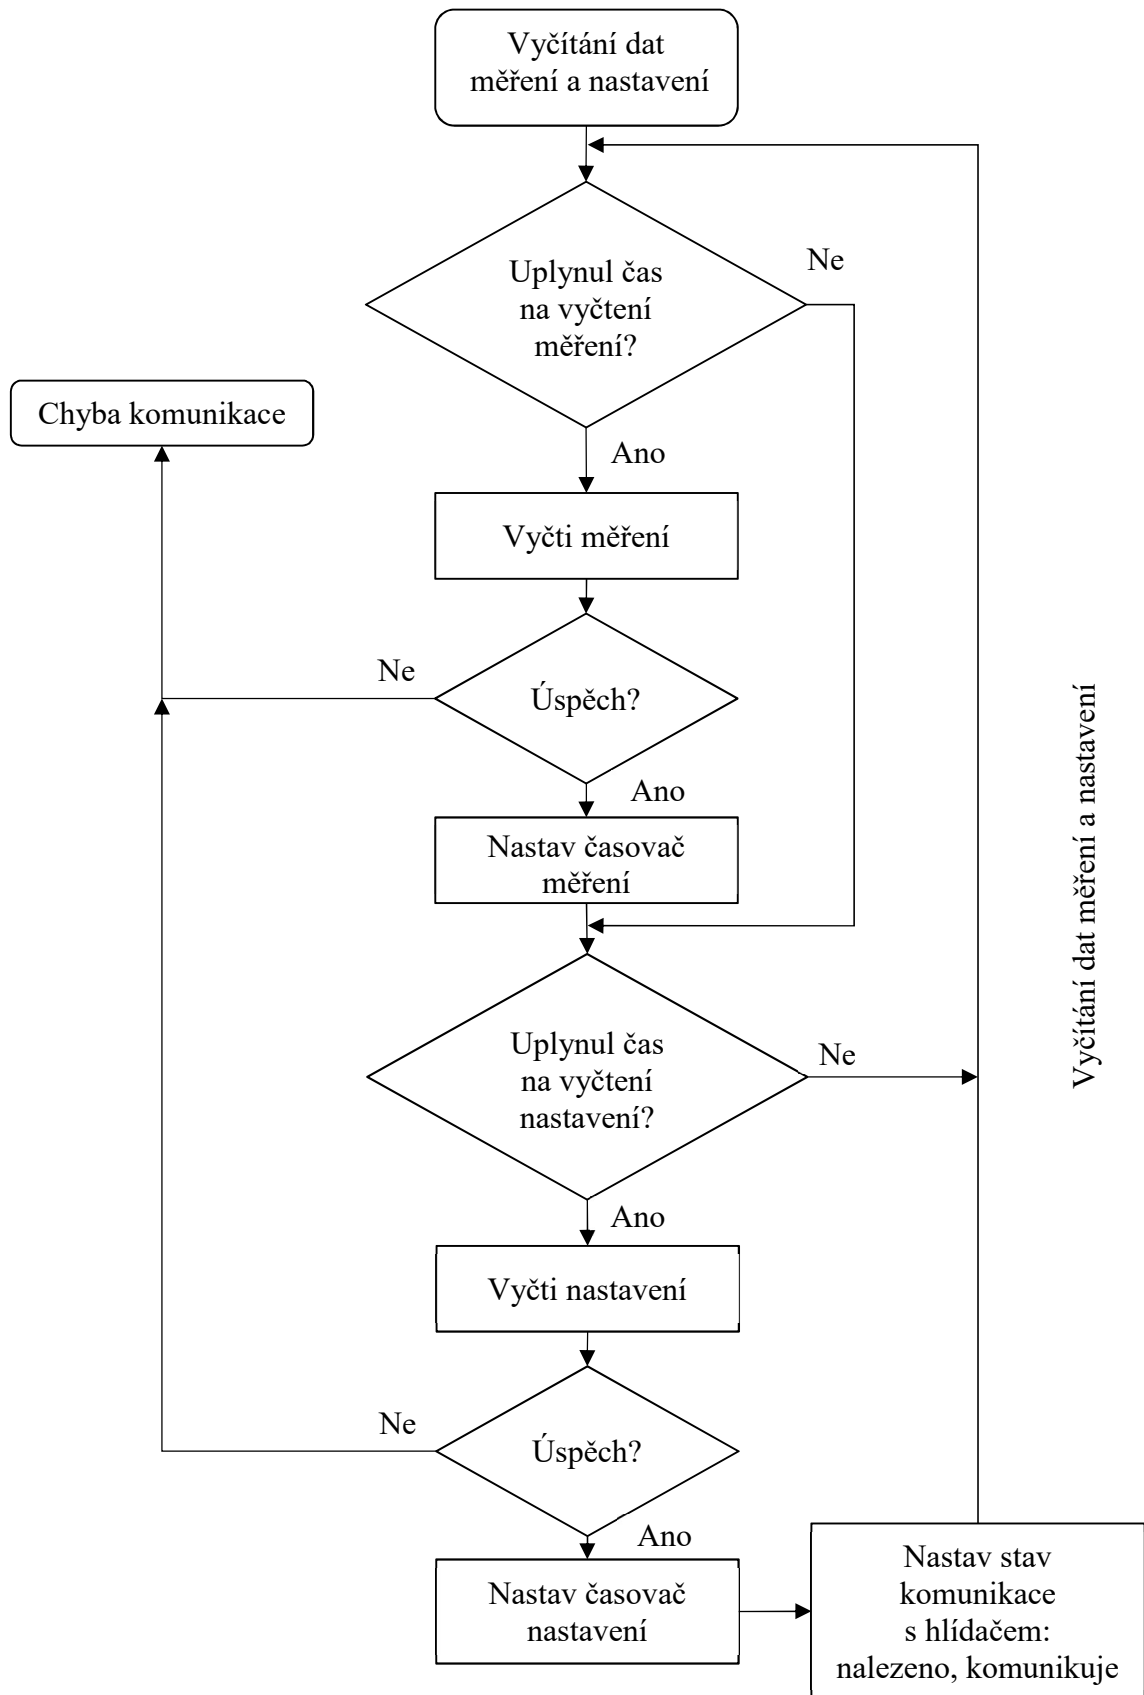 Vyčítání dat
měření a nastavení
Uplynul čas
na vyčtení
měření?
Ne
Chyba komunikace
Ano
Vyčti měření
Ne
Úspěch?
Ano
Nastav časovač
měření
Vyčítání dat měření a nastavení
Uplynul čas
na vyčtení
nastavení?
Ne
Ano
Vyčti nastavení
Ne
Úspěch?
Ano
Nastav časovač
nastavení
Nastav stav
komunikace
s hlídačem:
nalezeno, komunikuje